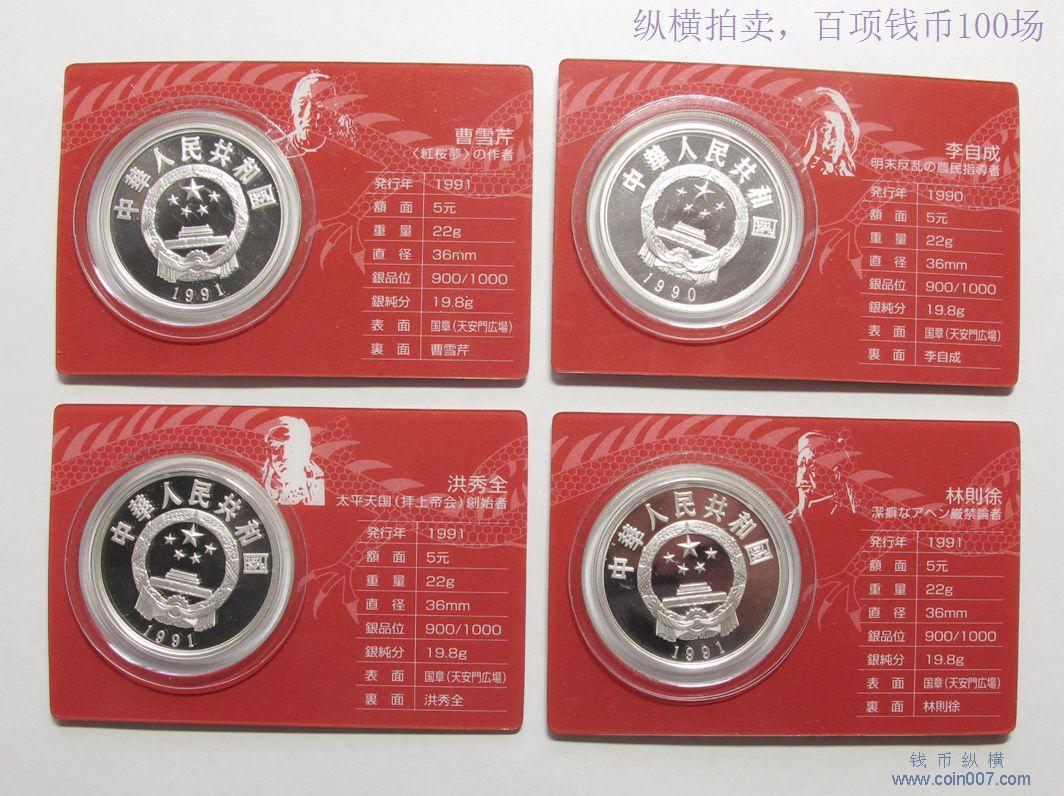 纵横拍卖，百项钱币100场
曹雪芹
〈紅桜夢〉の作者
発行年 1991
額 面 5元
重 量 22g
直 径 36mm
銀品位 900/1000
銀純分 19.8g
表 面 国章(天安門広場)
裏 面 曹雪芹
中華人民共和國
1991
李自成
明末反乱の農民指導者
発行年 1990
額 面 5元
重 量 22g
直 径 36mm
銀品位 900/1000
銀純分 19.8g
表 面 国章(天安門広場)
裏 面 李自成
中華人民共和國
1990
洪秀全
太平天国(拝上帝会)創始者
発行年 1991
額 面 5元
重 量 22g
直 径 36mm
銀品位 900/1000
銀純分 19.8g
表 面 国章(天安門広場)
裏 面 洪秀全
中華人民共和國
1991
林則徐
潔癖なアヘン厳禁論者
発行年 1991
額 面 5元
重 量 22g
直 径 36mm
銀品位 900/1000
銀純分 19.8g
表 面 国章(天安門広場)
裏 面 林則徐
中華人民共和國
1991
钱币纵横
www.coin007.com